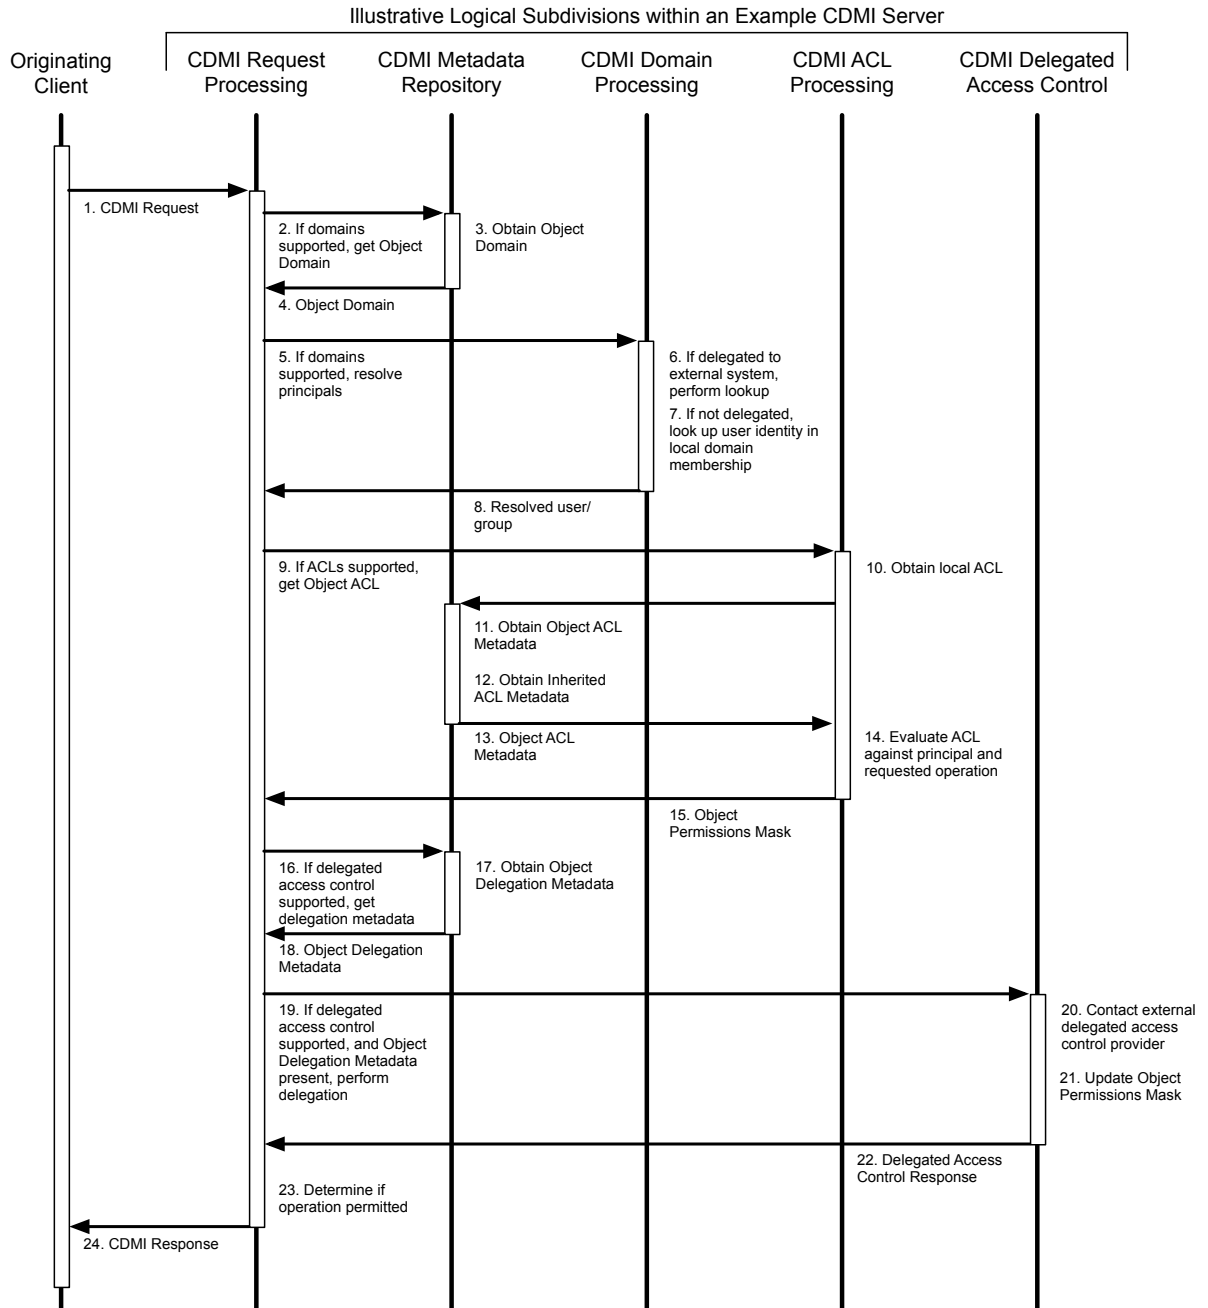 Illustrative Logical Subdivisions within an Example CDMI Server
Originating
Client
CDMI Request
Processing
CDMI Metadata
Repository
CDMI Domain
Processing
CDMI ACL
Processing
CDMI Delegated
Access Control
1. CDMI Request
2. If domains
supported, get Object
Domain
3. Obtain Object
Domain
4. Object Domain
5. If domains
supported, resolve
principals
6. If delegated to
external system,
perform lookup
7. If not delegated,
look up user identity in
local domain
membership
8. Resolved user/
group
9. If ACLs supported,
get Object ACL
10. Obtain local ACL
11. Obtain Object ACL
Metadata
12. Obtain Inherited
ACL Metadata
13. Object ACL
Metadata
14. Evaluate ACL
against principal and
requested operation
15. Object
Permissions Mask
16. If delegated
access control
supported, get
delegation metadata
17. Obtain Object
Delegation Metadata
18. Object Delegation
Metadata
19. If delegated
access control
supported, and Object
Delegation Metadata
present, perform
delegation
20. Contact external
delegated access
control provider
21. Update Object
Permissions Mask
22. Delegated Access
Control Response
23. Determine if
operation permitted
24. CDMI Response